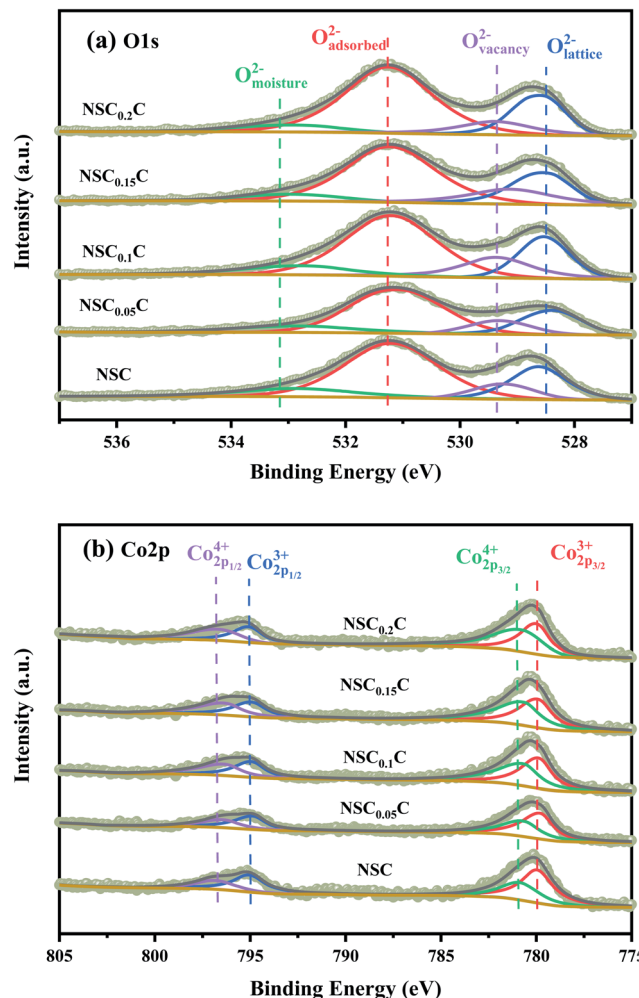 (a) O1s
O²⁻moisture
O²⁻adsorbed
O²⁻vacancy
O²⁻lattice
NSC₀.₂C
NSC₀.₁₅C
NSC₀.₁C
NSC₀.₀₅C
NSC
Intensity (a.u.)
536 534 532 530 528
Binding Energy (eV)
(b) Co2p
Co⁴⁺2p1/2
Co³⁺2p1/2
Co⁴⁺2p3/2
Co³⁺2p3/2
NSC₀.₂C
NSC₀.₁₅C
NSC₀.₁C
NSC₀.₀₅C
NSC
Intensity (a.u.)
805 800 795 790 785 780 775
Binding Energy (eV)